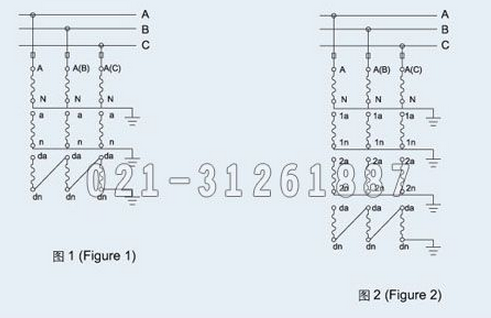 A
B
C
A A(B) A(C)
N N N
a a a
n n n
da da da
dn dn dn
图 1 (Figure 1)
A
B
C
A A(B) A(C)
N N N
1a 1a 1a
1n 1n 1n
2a 2a 2a
2n 2n 2n
da da da
dn dn dn
图 2 (Figure 2)
021-31261887